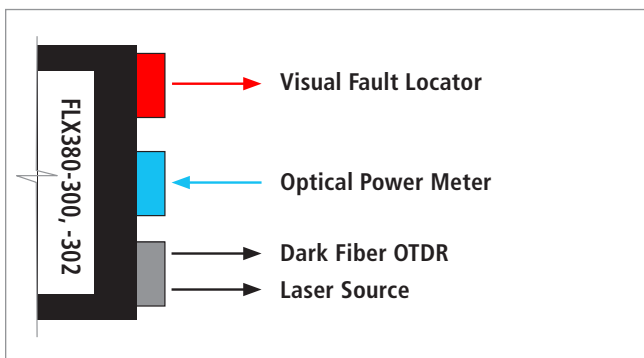 FLX380-300, -302
Visual Fault Locator
Optical Power Meter
Dark Fiber OTDR
Laser Source